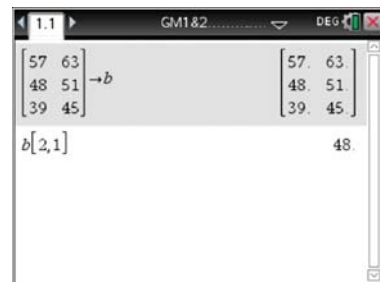 1.1 GM1&2 DEG
57 63 57. 63.
48 51 →b 48. 51.
39 45 39. 45.
b[2,1] 48.